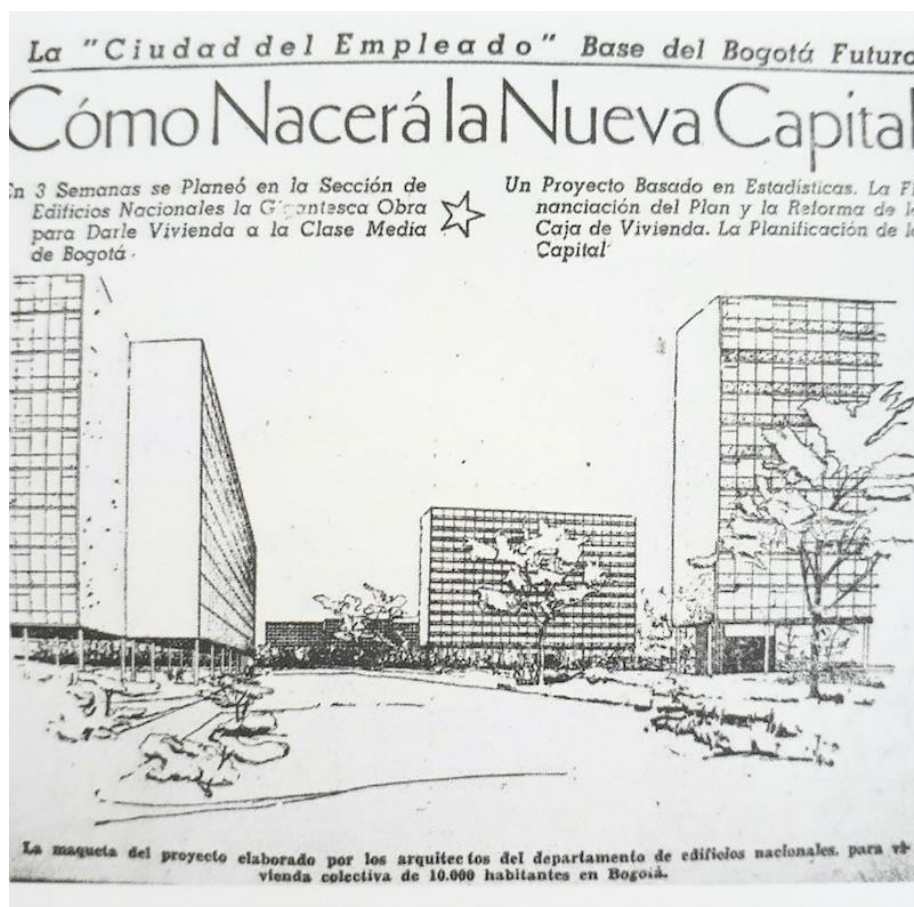 La "Ciudad del Empleado" Base del Bogotá Futuro
Cómo Nacerá la Nueva Capital
En 3 Semanas se Planeó en la Sección de
Edificios Nacionales la Gigantesca Obra
para Darle Vivienda a la Clase Media
de Bogotá
Un Proyecto Basado en Estadísticas. La Fi
nanciación del Plan y la Reforma de la
Caja de Vivienda. La Planificación de la
Capital
La maqueta del proyecto elaborado por los arquitectos del departamento de edificios nacionales. para vi-
vienda colectiva de 10.000 habitantes en Bogotá.